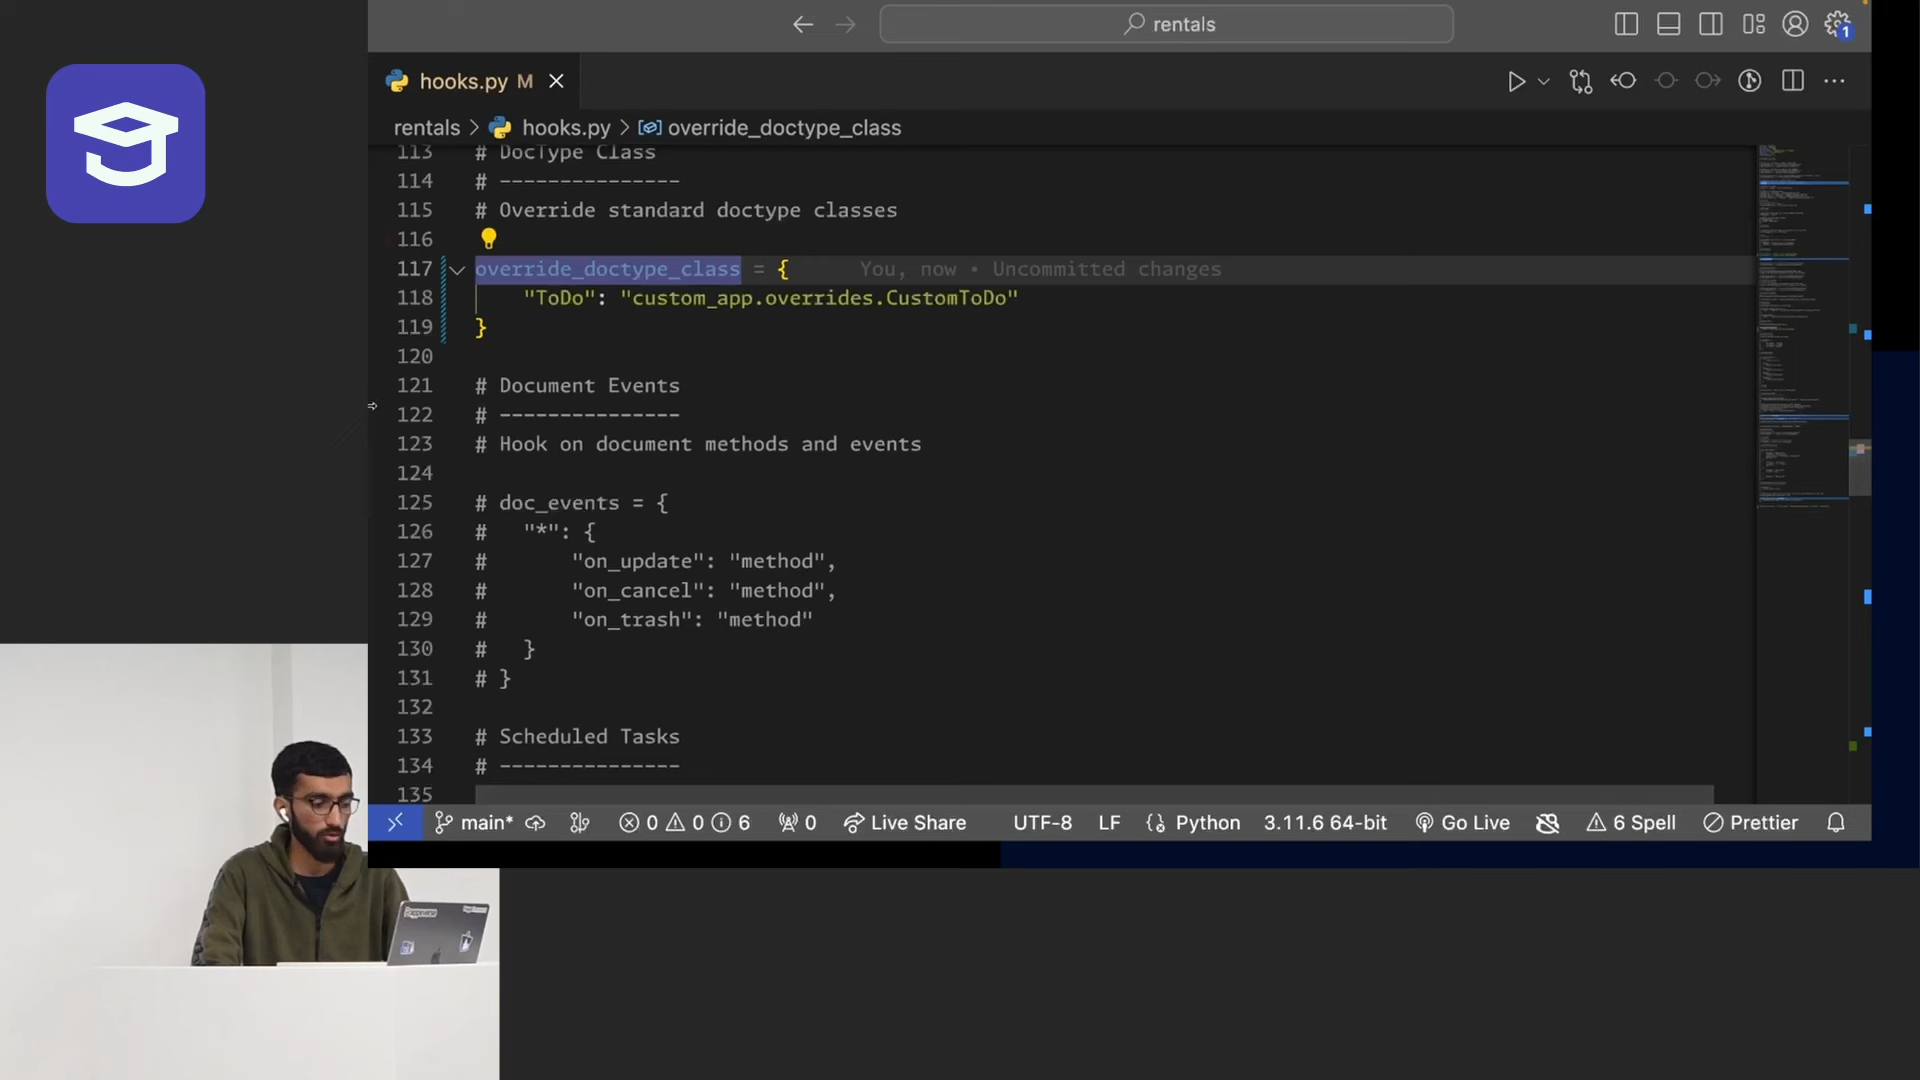 rentals
hooks.py M
rentals > hooks.py > override_doctype_class
113 # DocType Class
114 # ---------------
115 # Override standard doctype classes
116
117 override_doctype_class = { You, now • Uncommitted changes
118 "ToDo": "custom_app.overrides.CustomToDo"
119 }
120
121 # Document Events
122 # ---------------
123 # Hook on document methods and events
124
125 # doc_events = {
126 # "*": {
127 # "on_update": "method",
128 # "on_cancel": "method",
129 # "on_trash": "method"
130 # }
131 # }
132
133 # Scheduled Tasks
134 # ---------------
135
main* 0 0 6 0 Live Share UTF-8 LF Python 3.11.6 64-bit Go Live 6 Spell Prettier
1